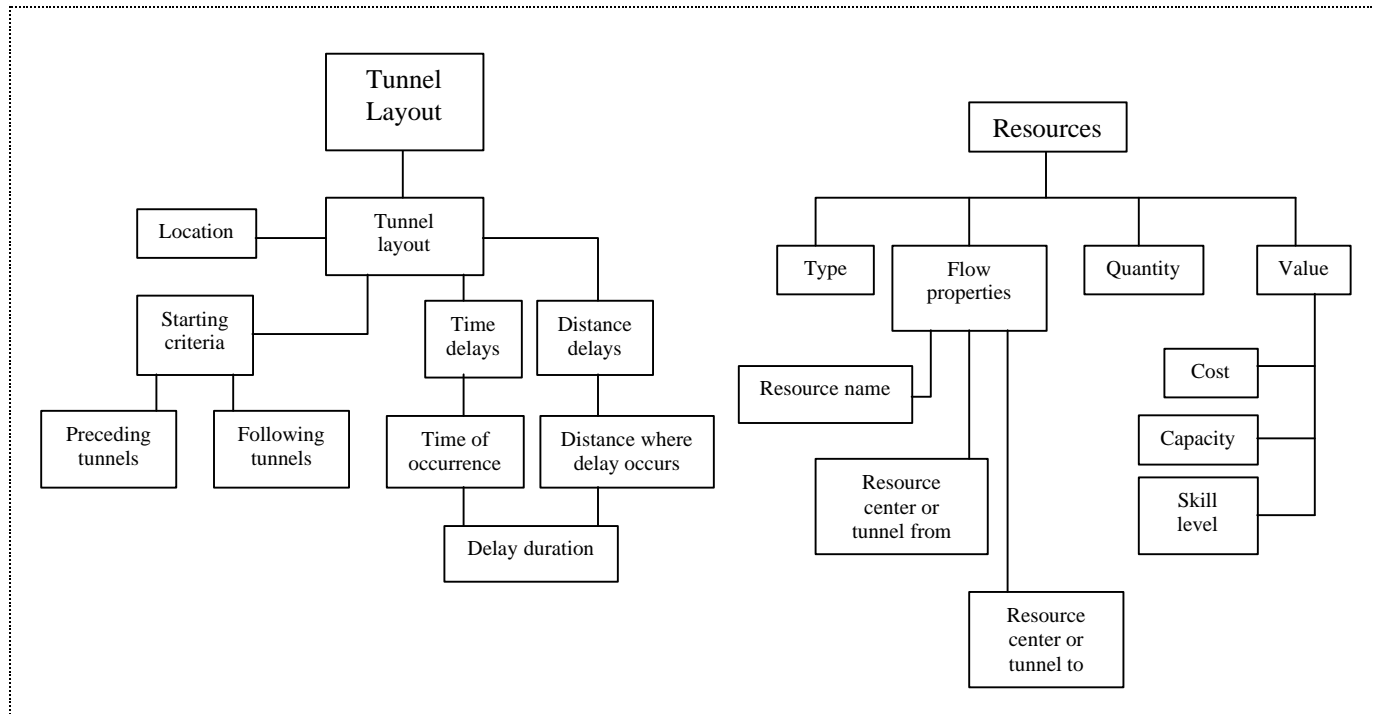 Tunnel
Layout
Location
Tunnel
layout
Starting
criteria
Time
delays
Distance
delays
Preceding
tunnels
Following
tunnels
Time of
occurrence
Distance where
delay occurs
Delay duration
Resources
Type
Flow
properties
Quantity
Value
Resource name
Resource
center or
tunnel from
Resource
center or
tunnel to
Cost
Capacity
Skill
level